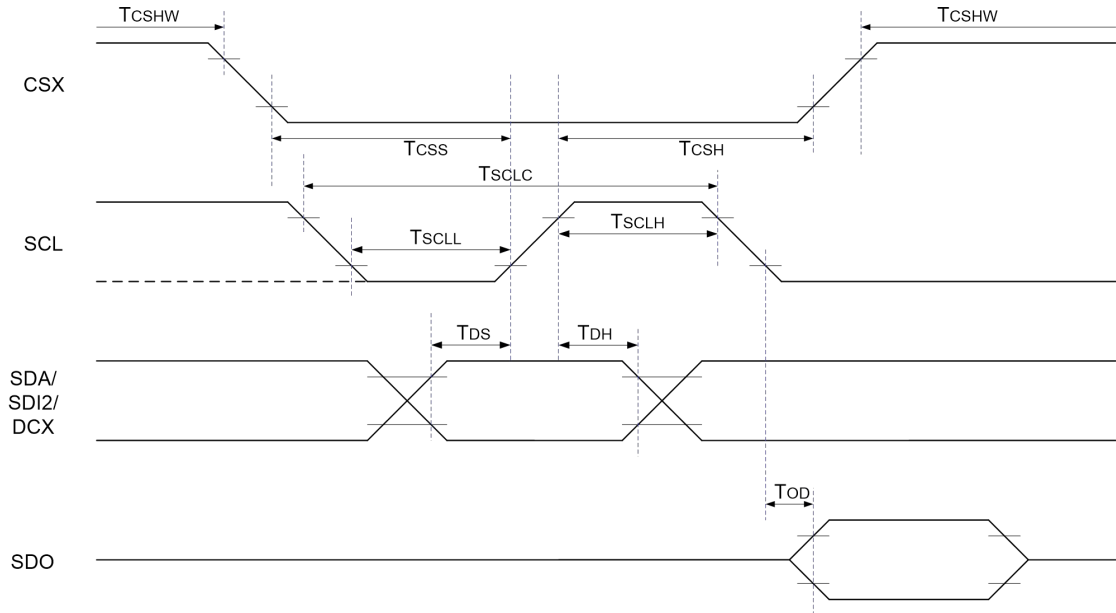 TCSHW
TCSHW
CSX
TCSS
TCSH
TSCLC
SCL
TSCLL
TSCLH
TDS
TDH
SDA/
SDI2/
DCX
TOD
SDO